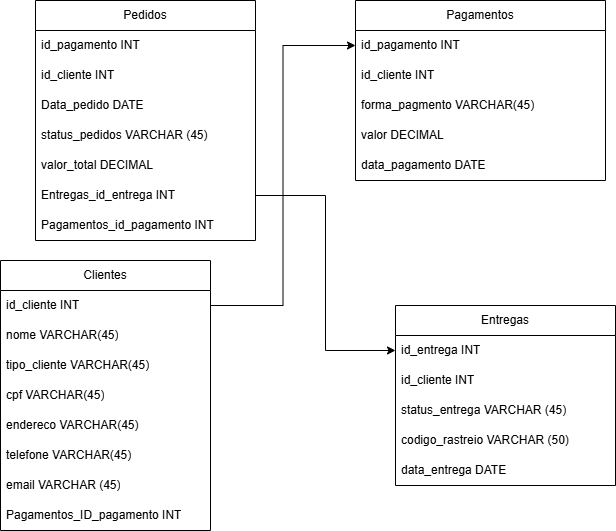 Pedidos
id_pagamento INT
id_cliente INT
Data_pedido DATE
status_pedidos VARCHAR (45)
valor_total DECIMAL
Entregas_id_entrega INT
Pagamentos_id_pagamento INT
Pagamentos
id_pagamento INT
id_cliente INT
forma_pagmento VARCHAR(45)
valor DECIMAL
data_pagamento DATE
Clientes
id_cliente INT
nome VARCHAR(45)
tipo_cliente VARCHAR(45)
cpf VARCHAR(45)
endereco VARCHAR(45)
telefone VARCHAR(45)
email VARCHAR (45)
Pagamentos_ID_pagamento INT
Entregas
id_entrega INT
id_cliente INT
status_entrega VARCHAR (45)
codigo_rastreio VARCHAR (50)
data_entrega DATE